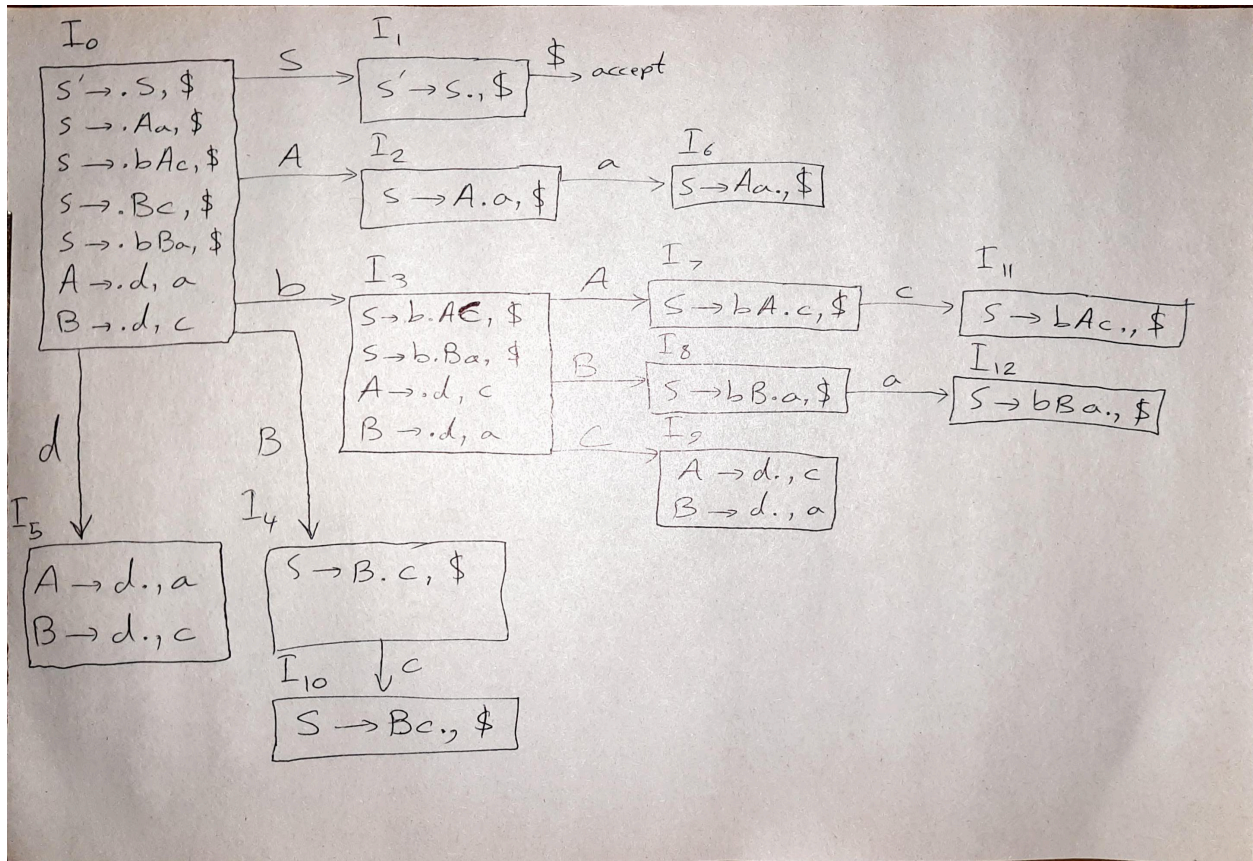 I₀
S' → .S, $
S → .Aa, $
S → .bAc, $
S → .Bc, $
S → .bBa, $
A → .d, a
B → .d, c
S
I₁
S' → S., $
$
accept
A
I₂
S → A.a, $
a
I₆
S → Aa., $
b
I₃
S → b.Ac, $
S → b.Ba, $
A → .d, c
B → .d, a
A
I₇
S → bA.c, $
c
I₁₁
S → bAc., $
B
I₈
S → bB.a, $
a
I₁₂
S → bBa., $
C
I₉
A → d., c
B → d., a
d
I₅
A → d., a
B → d., c
B
I₄
S → B.c, $
c
I₁₀
S → Bc., $